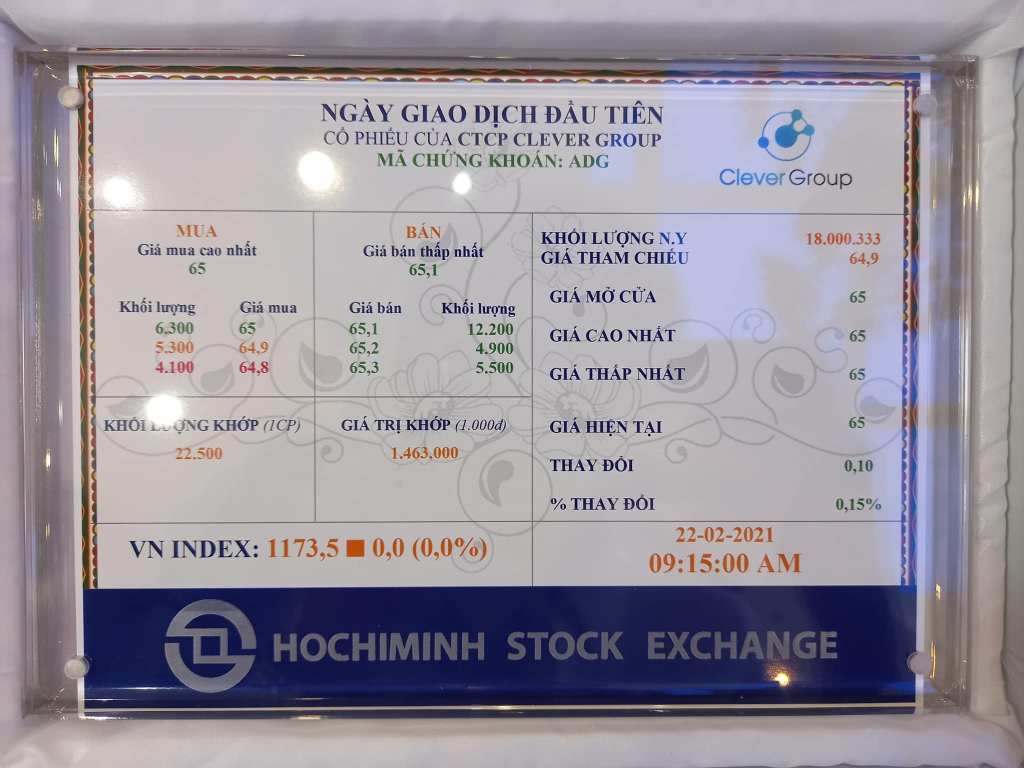 NGÀY GIAO DỊCH ĐẦU TIÊN
CỔ PHIẾU CỦA CTCP CLEVER GROUP
MÃ CHỨNG KHOÁN: ADG
Clever Group
MUA
Giá mua cao nhất
65
Khối lượng Giá mua
6.300 65
5.300 64,9
4.100 64,8
BÁN
Giá bán thấp nhất
65,1
Giá bán Khối lượng
65,1 12.200
65,2 4.900
65,3 5.500
KHỐI LƯỢNG N.Y 18.000.333
GIÁ THAM CHIẾU 64,9
GIÁ MỞ CỬA 65
GIÁ CAO NHẤT 65
GIÁ THẤP NHẤT 65
GIÁ HIỆN TẠI 65
THAY ĐỔI 0,10
% THAY ĐỔI 0,15%
KHỐI LƯỢNG KHỚP (1CP)
22.500
GIÁ TRỊ KHỚP (1.000đ)
1.463,000
VN INDEX: 1173,5 ■ 0,0 (0,0%)
22-02-2021
09:15:00 AM
HOCHIMINH STOCK EXCHANGE